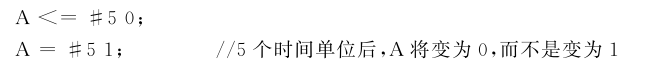 A <= #5 0;
A = #5 1; //5 个时间单位后,A 将变为 0,而不是变为 1